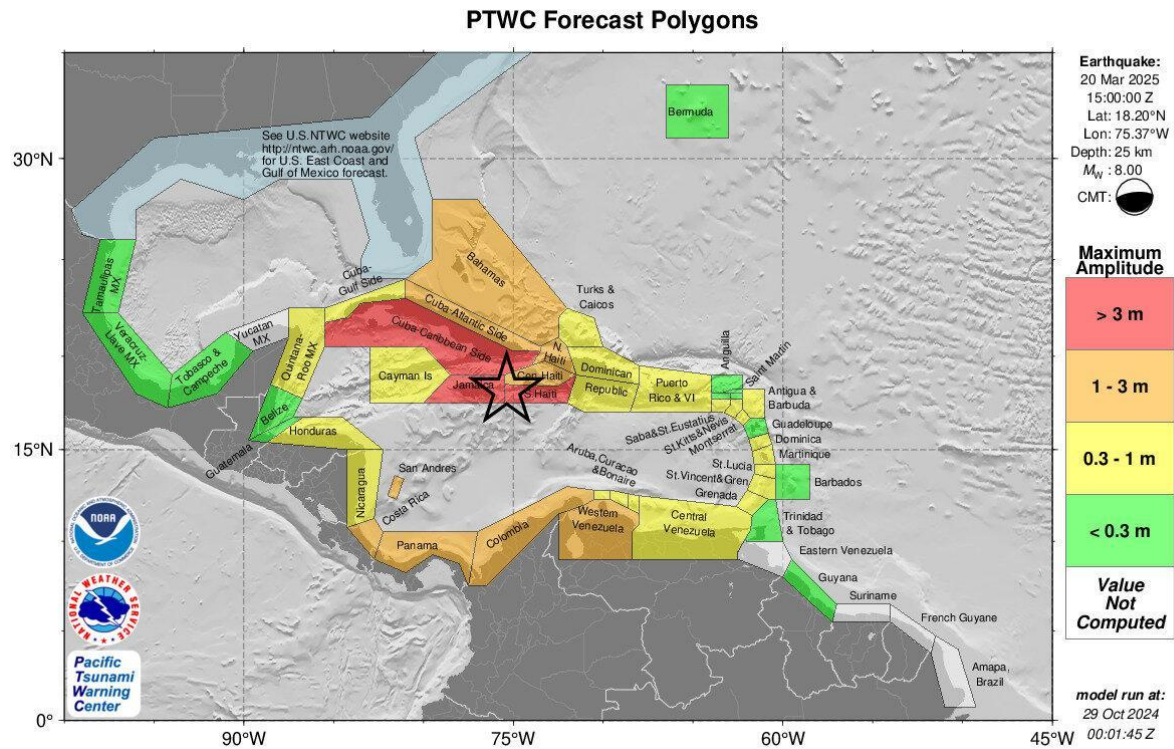 PTWC Forecast Polygons
See U.S.NTWC website
http://ntwc.arh.noaa.gov/
for U.S. East Coast and
Gulf of Mexico forecast.
Bermuda
Earthquake:
20 Mar 2025
15:00:00 Z
Lat: 18.20°N
Lon: 75.37°W
Depth: 25 km
Mw : 8.00
CMT:
30°N
15°N
0°
90°W
75°W
60°W
45°W
Tamaulipas
MX
Veracruz-
Llave MX
Tobasco &
Campeche
Yucatan
MX
Quintana-
Roo MX
Belize
Guatemala
Honduras
Nicaragua
Costa Rica
San Andres
Panama
Colombia
Cuba-
Gulf Side
Cuba-Atlantic Side
Cuba-Caribbean Side
Bahamas
Turks &
Caicos
Cayman Is
Jamaica
N.
Haiti
Cen.Haiti
S.Haiti
Dominican
Republic
Puerto
Rico & VI
Anguilla
Saint Martin
Antigua &
Barbuda
Saba&St.Eustatius
St.Kitts&Nevis
Montserrat
Guadeloupe
Dominica
Martinique
St.Lucia
Barbados
St.Vincent&Gren.
Grenada
Aruba,Curacao
&Bonaire
Western
Venezuela
Central
Venezuela
Trinidad
& Tobago
Eastern Venezuela
Guyana
Suriname
French Guyane
Amapa,
Brazil
Maximum
Amplitude
> 3 m
1 - 3 m
0.3 - 1 m
< 0.3 m
Value
Not
Computed
model run at:
29 Oct 2024
00:01:45 Z
NOAA
NATIONAL WEATHER SERVICE
Pacific
Tsunami
Warning
Center